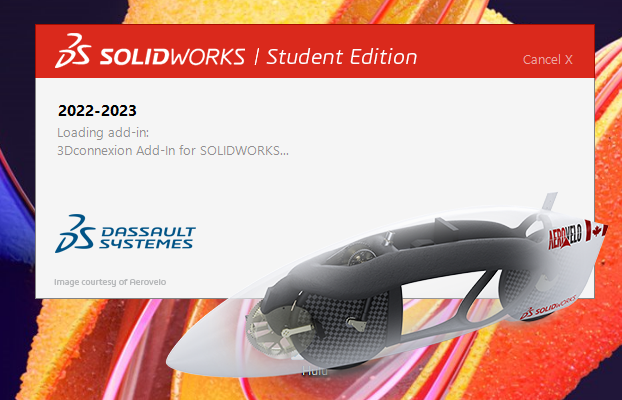 SOLIDWORKS | Student Edition
Cancel X
2022-2023
Loading add-in:
3Dconnexion Add-In for SOLIDWORKS...
AEROVELO
DASSAULT
SYSTEMES
Image courtesy of Aerovelo
SOLIDWORKS